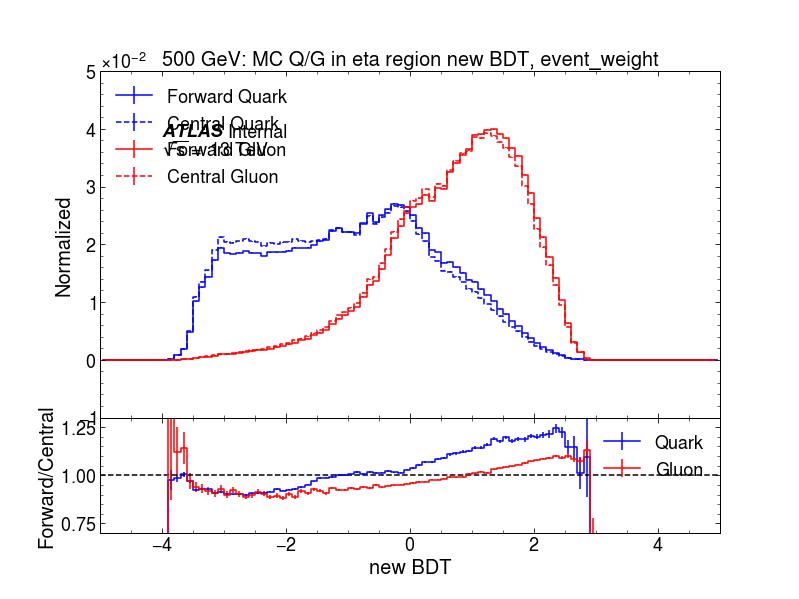 ×10⁻²
500 GeV: MC Q/G in eta region new BDT, event_weight
5
4
3
2
1
0
−1
Normalized
Forward Quark
Central Quark
ATLAS Internal
√s = 13 TeV
Forward Gluon
Central Gluon
1.25
1.00
0.75
Forward/Central
Quark
Gluon
−4
−2
0
2
4
new BDT